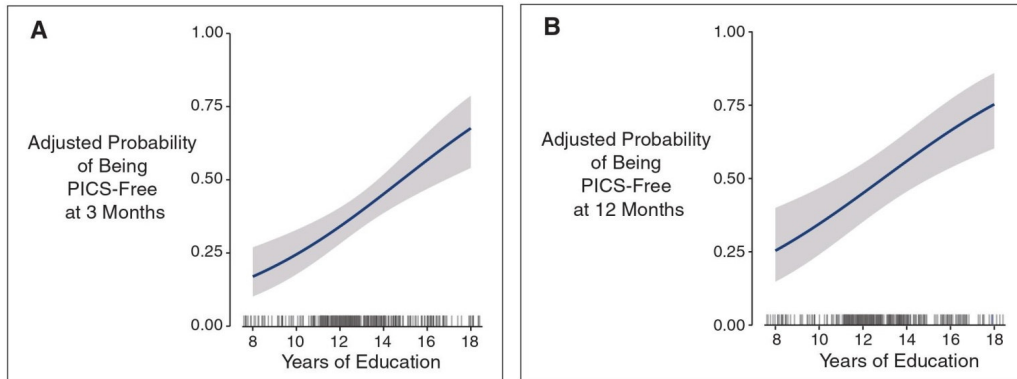 A
1.00
0.75
Adjusted Probability
of Being
PICS-Free
at 3 Months
0.50
0.25
0.00
8 10 12 14 16 18
Years of Education
B
1.00
0.75
Adjusted Probability
of Being
PICS-Free
at 12 Months
0.50
0.25
0.00
8 10 12 14 16 18
Years of Education